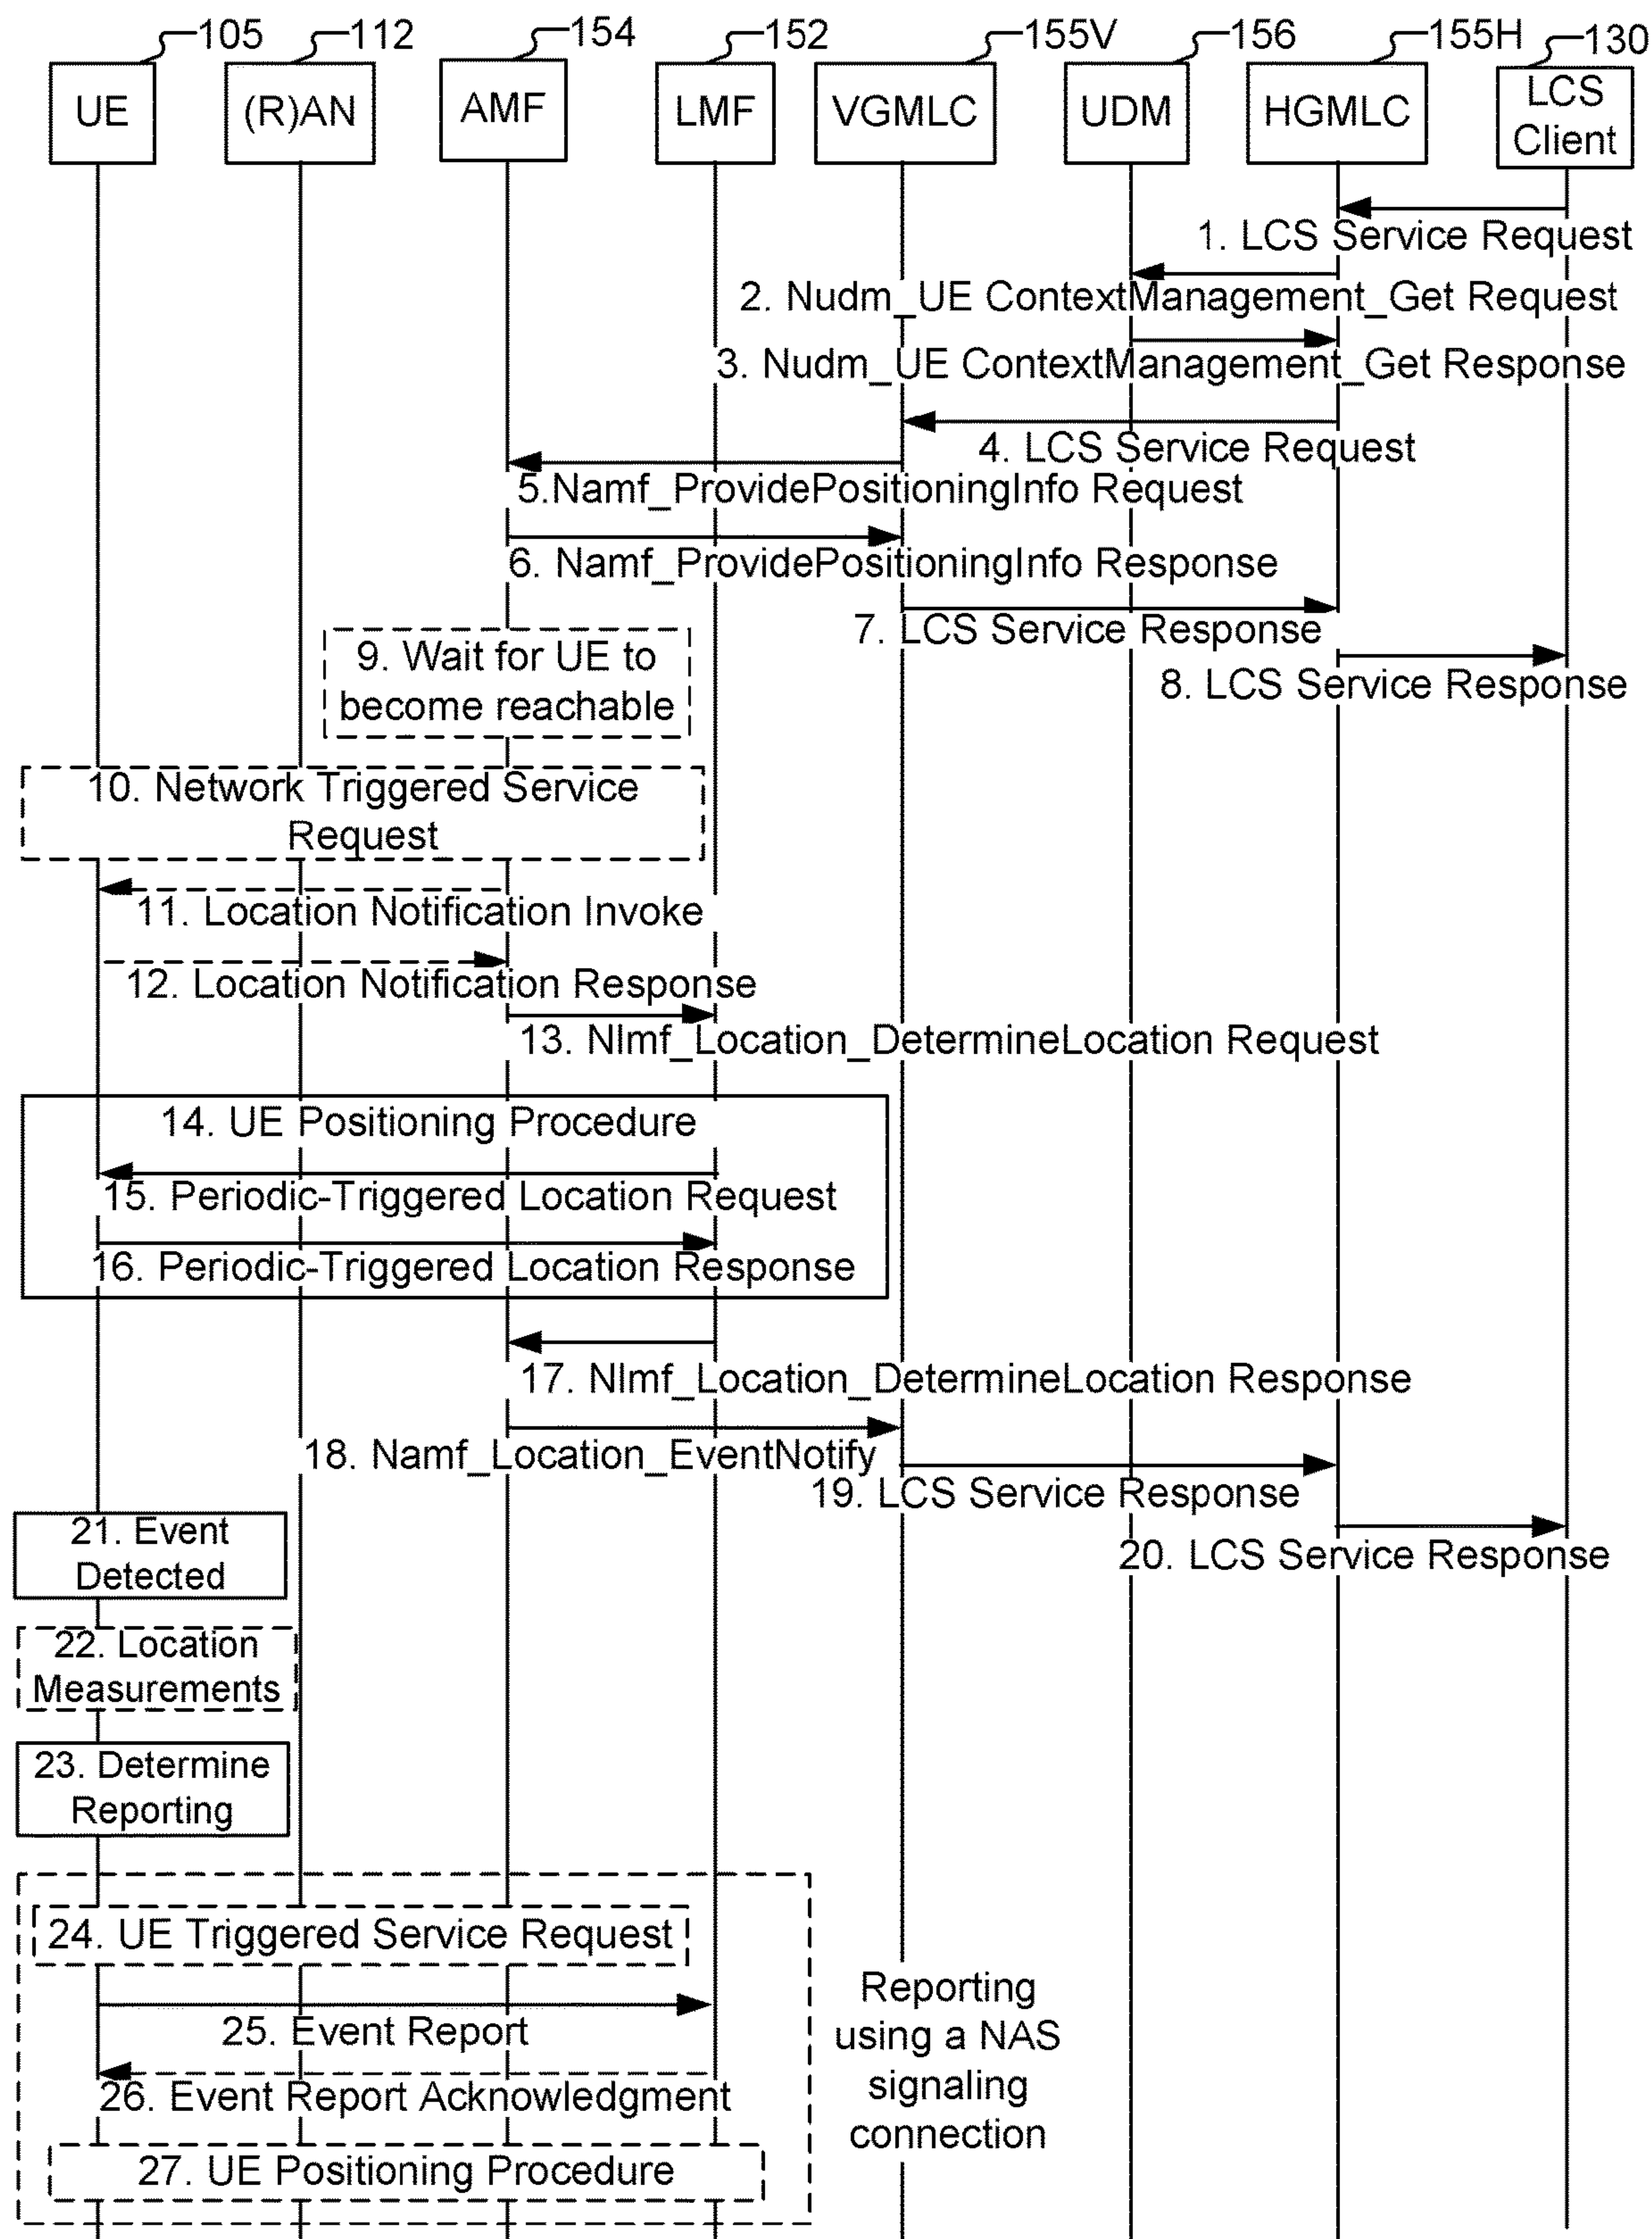 105
112
154
152
155V
156
155H
130
UE
(R)AN
AMF
LMF
VGMLC
UDM
HGMLC
LCS
Client
1. LCS Service Request
2. Nudm_UE ContextManagement_Get Request
3. Nudm_UE ContextManagement_Get Response
4. LCS Service Request
5.Namf_ProvidePositioningInfo Request
6. Namf_ProvidePositioningInfo Response
7. LCS Service Response
8. LCS Service Response
9. Wait for UE to
become reachable
10. Network Triggered Service
Request
11. Location Notification Invoke
12. Location Notification Response
13. Nlmf_Location_DetermineLocation Request
14. UE Positioning Procedure
15. Periodic-Triggered Location Request
16. Periodic-Triggered Location Response
17. Nlmf_Location_DetermineLocation Response
18. Namf_Location_EventNotify
19. LCS Service Response
20. LCS Service Response
21. Event
Detected
22. Location
Measurements
23. Determine
Reporting
24. UE Triggered Service Request
25. Event Report
26. Event Report Acknowledgment
27. UE Positioning Procedure
Reporting
using a NAS
signaling
connection